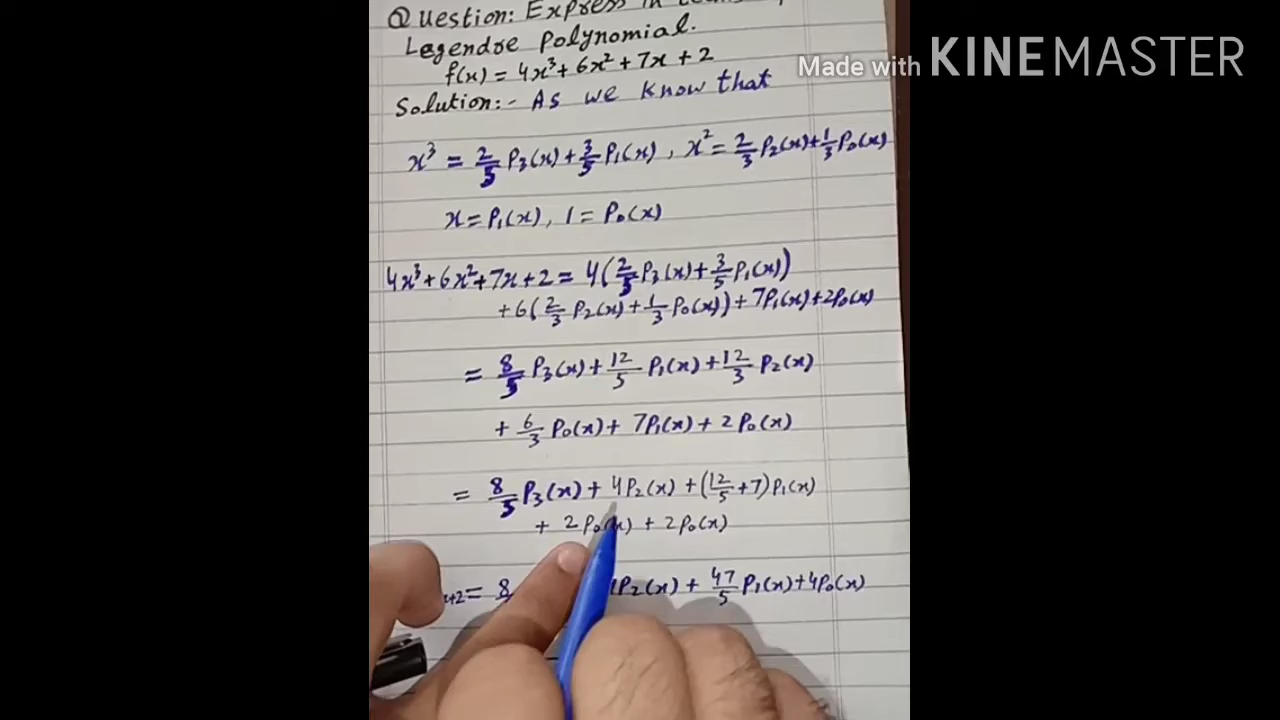 Question: Express in
Legendre polynomial.
f(x) = 4x³ + 6x² + 7x + 2
Made with KINEMASTER
Solution:- As we know that
x³ = 2/5 P₃(x) + 3/5 P₁(x), x² = 2/3 P₂(x) + 1/3 P₀(x)
x = P₁(x), 1 = P₀(x)
4x³ + 6x² + 7x + 2 = 4(2/5 P₃(x) + 3/5 P₁(x))
+ 6(2/3 P₂(x) + 1/3 P₀(x)) + 7P₁(x) + 2P₀(x)
= 8/5 P₃(x) + 12/5 P₁(x) + 12/3 P₂(x)
+ 6/3 P₀(x) + 7P₁(x) + 2P₀(x)
= 8/5 P₃(x) + 4P₂(x) + (12/5 + 7)P₁(x)
+ 2P₀(x) + 2P₀(x)
x+2 = 8 P₂(x) + 47/5 P₁(x) + 4P₀(x)